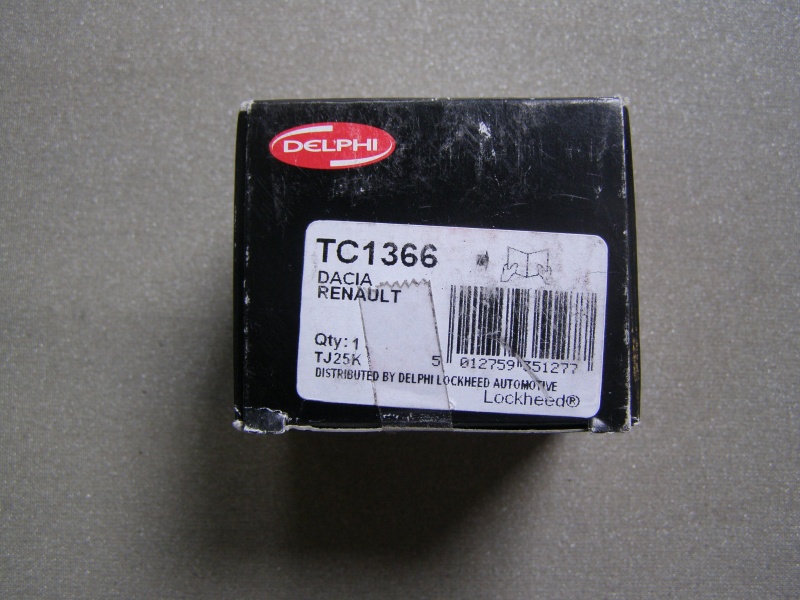 DELPHI
TC1366
DACIA
RENAULT
Qty: 1
TJ25K
5 012759 351277
DISTRIBUTED BY DELPHI LOCKHEED AUTOMOTIVE
Lockheed®